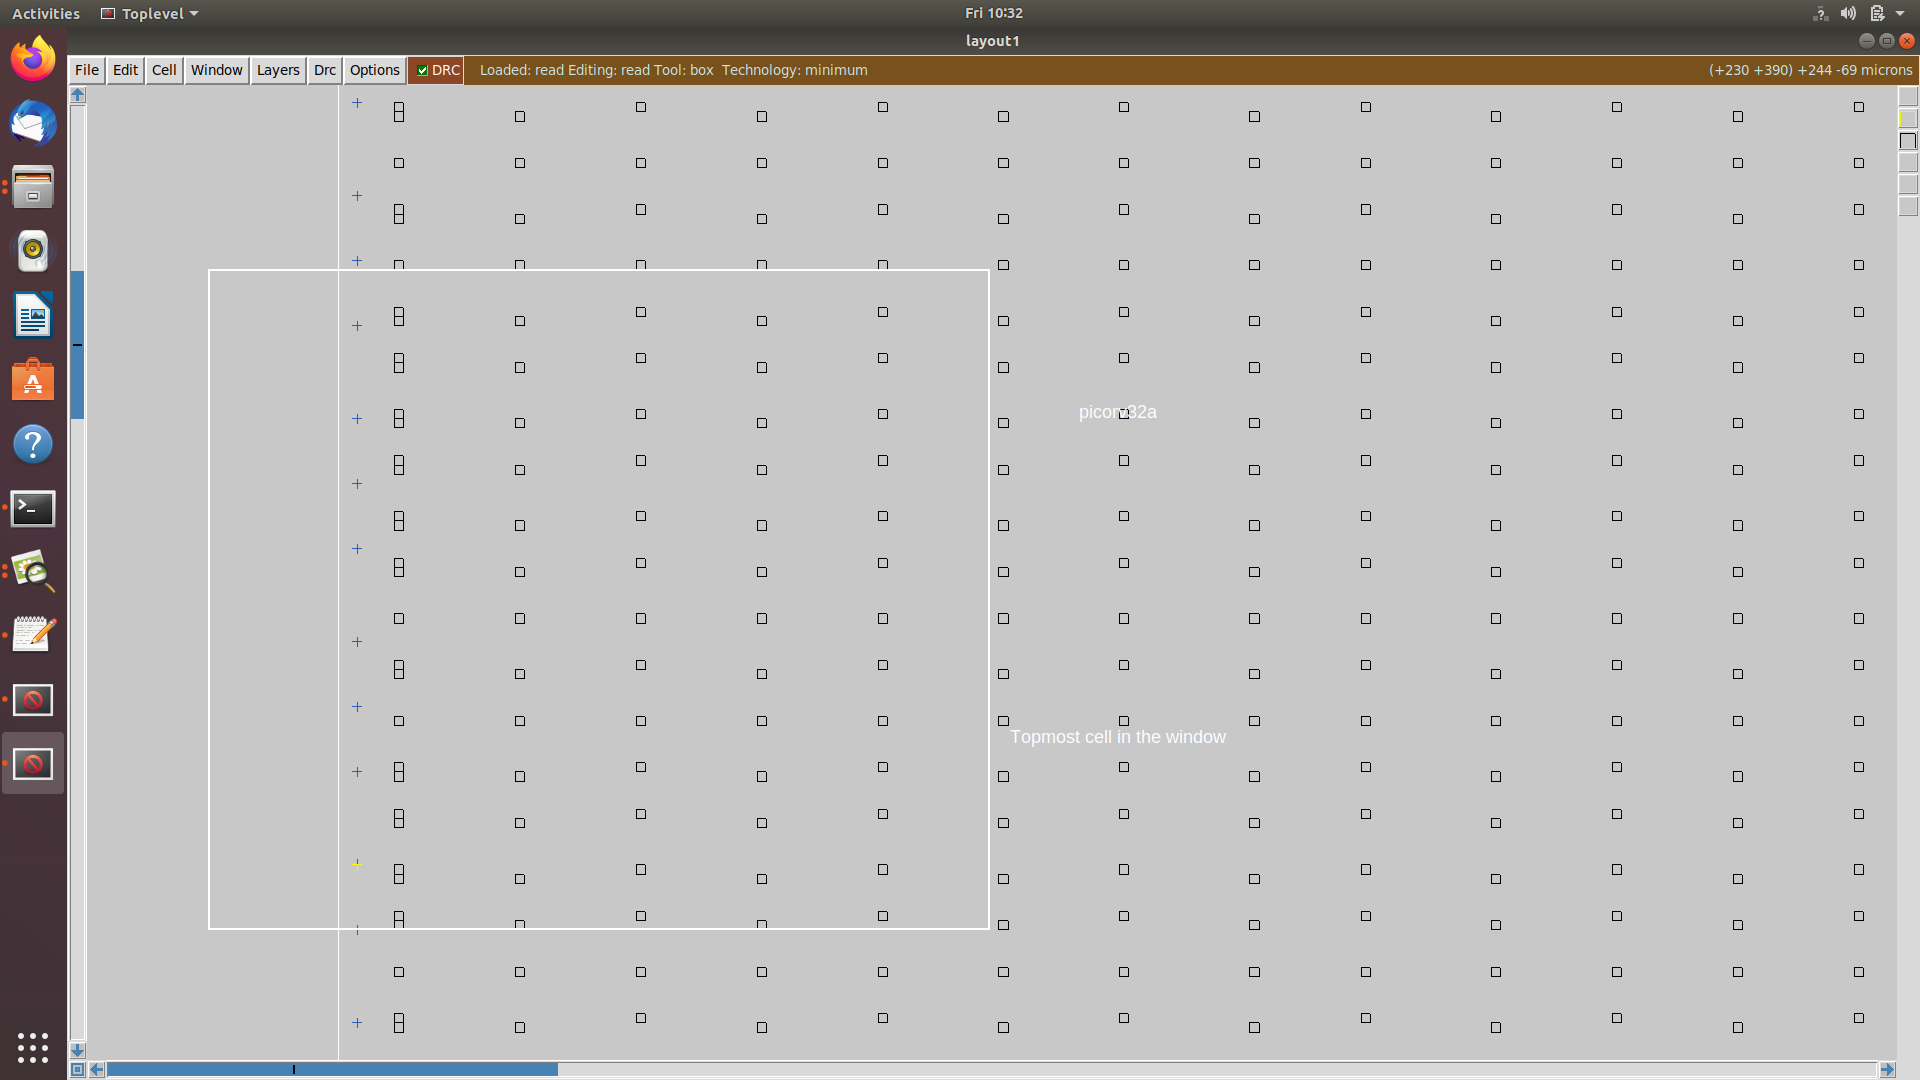 Activities Toplevel Fri 10:32
layout1
File Edit Cell Window Layers Drc Options DRC Loaded: read Editing: read Tool: box Technology: minimum (+230 +390) +244 -69 microns
picorv32a
Topmost cell in the window